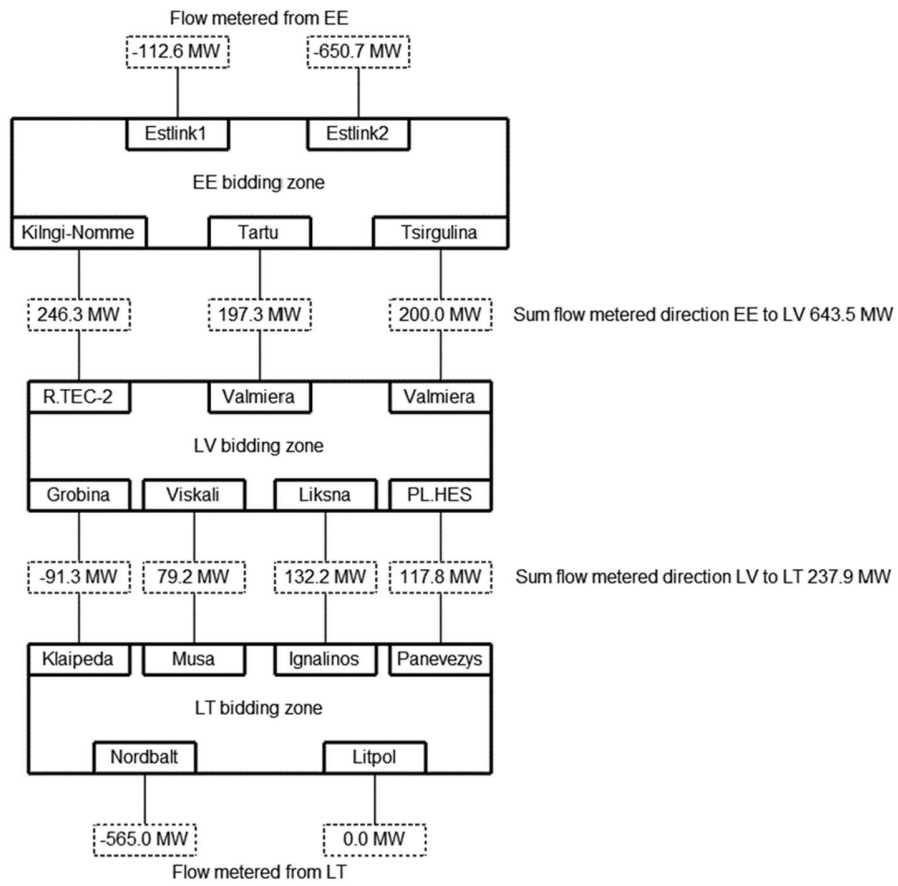 Flow metered from EE
-112.6 MW -650.7 MW
Estlink1 Estlink2
EE bidding zone
Kilngi-Nomme Tartu Tsirgulina
246.3 MW 197.3 MW 200.0 MW Sum flow metered direction EE to LV 643.5 MW
R.TEC-2 Valmiera Valmiera
LV bidding zone
Grobina Viskali Liksna PL.HES
-91.3 MW 79.2 MW 132.2 MW 117.8 MW Sum flow metered direction LV to LT 237.9 MW
Klaipeda Musa Ignalinos Panevezys
LT bidding zone
Nordbalt Litpol
-565.0 MW 0.0 MW
Flow metered from LT